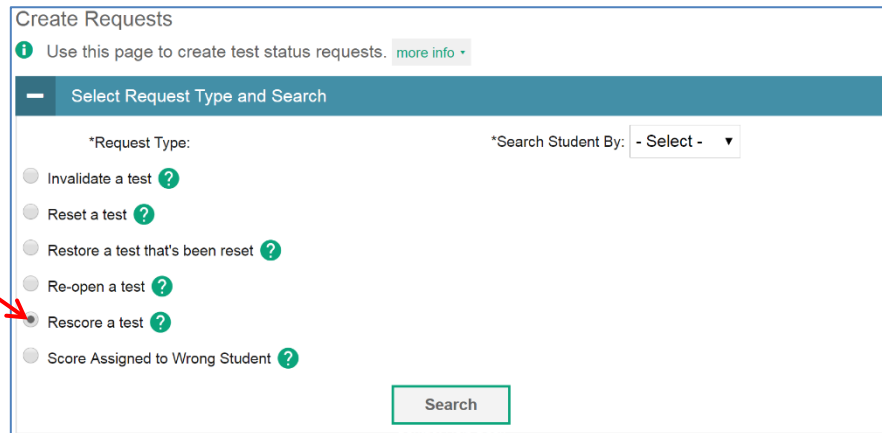 Create Requests
i Use this page to create test status requests. more info
− Select Request Type and Search
*Request Type: *Search Student By: - Select -
Invalidate a test ?
Reset a test ?
Restore a test that's been reset ?
Re-open a test ?
Rescore a test ?
Score Assigned to Wrong Student ?
Search